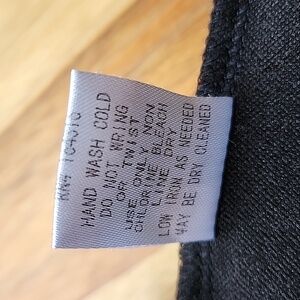 HAND WASH COLD
DO NOT WRING
OR TWIST
USE ONLY NON
CHLORINE BLEACH
LINE DRY
LOW IRON AS NEEDED
MAY BE DRY CLEANED